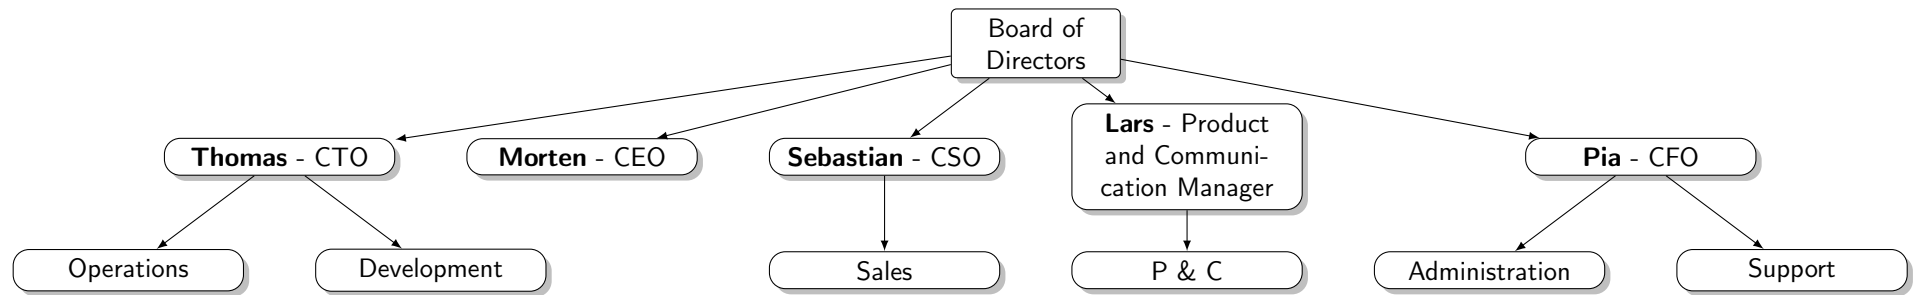 Board of
Directors
Thomas - CTO
Morten - CEO
Sebastian - CSO
Lars - Product
and Communi-
cation Manager
Pia - CFO
Operations
Development
Sales
P & C
Administration
Support